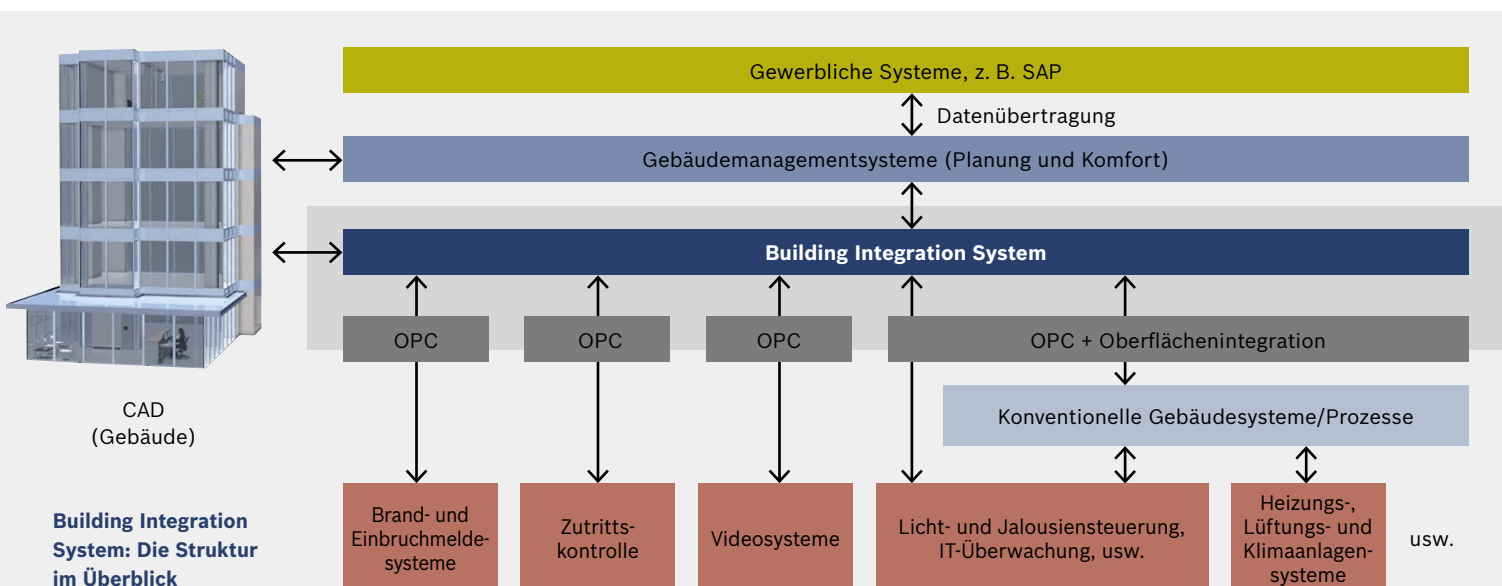 Gewerbliche Systeme, z. B. SAP
Datenübertragung
Gebäudemanagementsysteme (Planung und Komfort)
Building Integration System
OPC
OPC
OPC
OPC + Oberflächenintegration
CAD
(Gebäude)
Konventionelle Gebäudesysteme/Prozesse
Building Integration
System: Die Struktur
im Überblick
Brand- und
Einbruchmelde-
systeme
Zutritts-
kontrolle
Videosysteme
Licht- und Jalousiensteuerung,
IT-Überwachung, usw.
Heizungs-,
Lüftungs- und
Klimaanlagen-
systeme
usw.